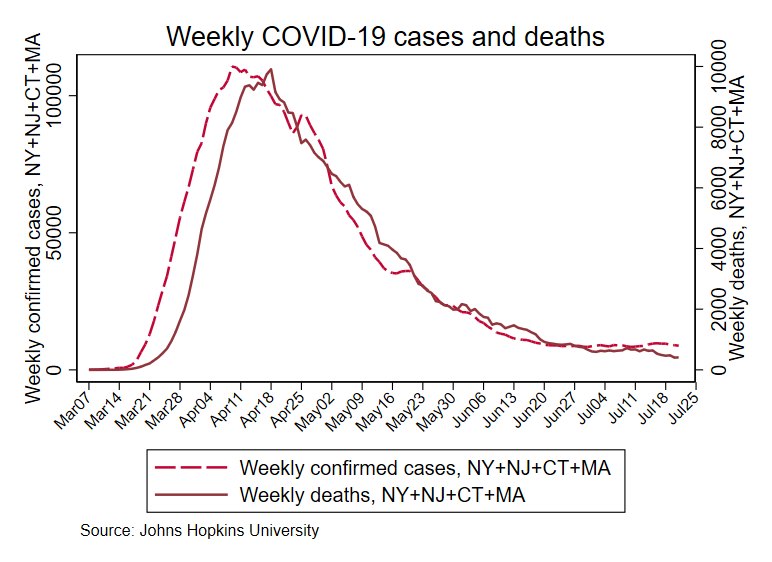 Weekly COVID-19 cases and deaths
Weekly confirmed cases, NY+NJ+CT+MA
100000
50000
0
10000
8000
6000
4000
2000
0
Weekly deaths, NY+NJ+CT+MA
Mar07
Mar14
Mar21
Mar28
Apr04
Apr11
Apr18
Apr25
May02
May09
May16
May23
May30
Jun06
Jun13
Jun20
Jun27
Jul04
Jul11
Jul18
Jul25
Weekly confirmed cases, NY+NJ+CT+MA
Weekly deaths, NY+NJ+CT+MA
Source: Johns Hopkins University